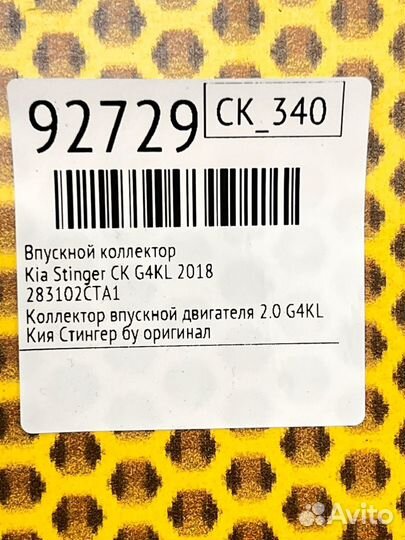 92729
CK_340
Впускной коллектор
Kia Stinger CK G4KL 2018
283102CTA1
Коллектор впускной двигателя 2.0 G4KL
Кия Стингер бу оригинал
Avito